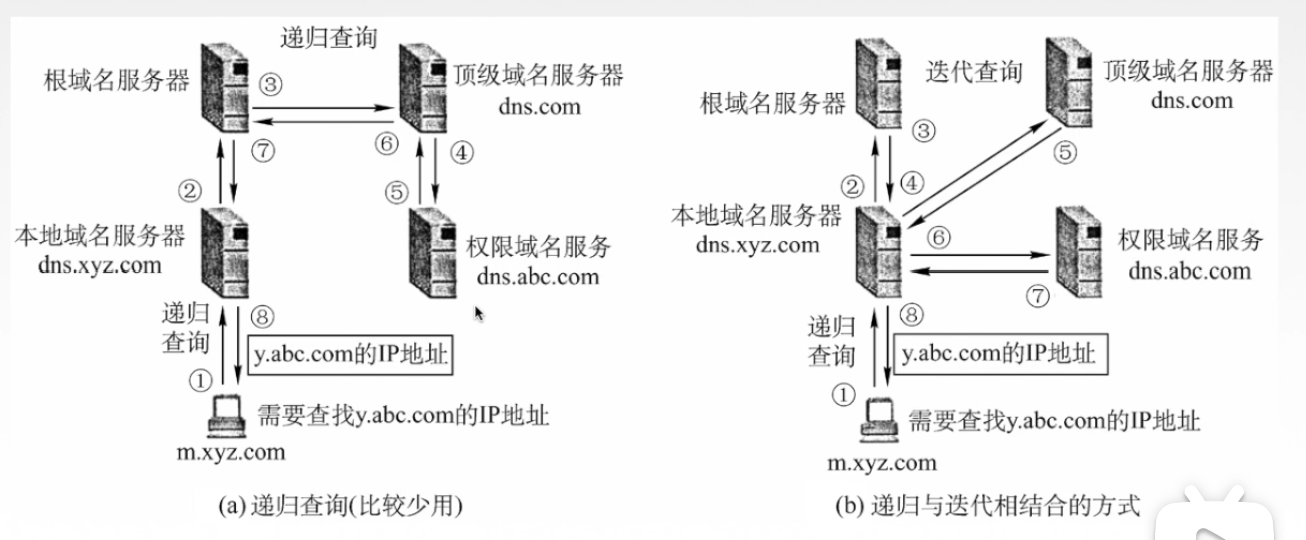 递归查询
根域名服务器
③
顶级域名服务器
dns.com
⑥
⑦
④
②
⑤
本地域名服务器
dns.xyz.com
权限域名服务
dns.abc.com
递归
查询
⑧
y.abc.com的IP地址
①
需要查找y.abc.com的IP地址
m.xyz.com
(a) 递归查询(比较少用)
迭代查询
根域名服务器
顶级域名服务器
dns.com
③
⑤
②
④
本地域名服务器
dns.xyz.com
⑥
权限域名服务
dns.abc.com
⑦
递归
查询
⑧
y.abc.com的IP地址
①
需要查找y.abc.com的IP地址
m.xyz.com
(b) 递归与迭代相结合的方式